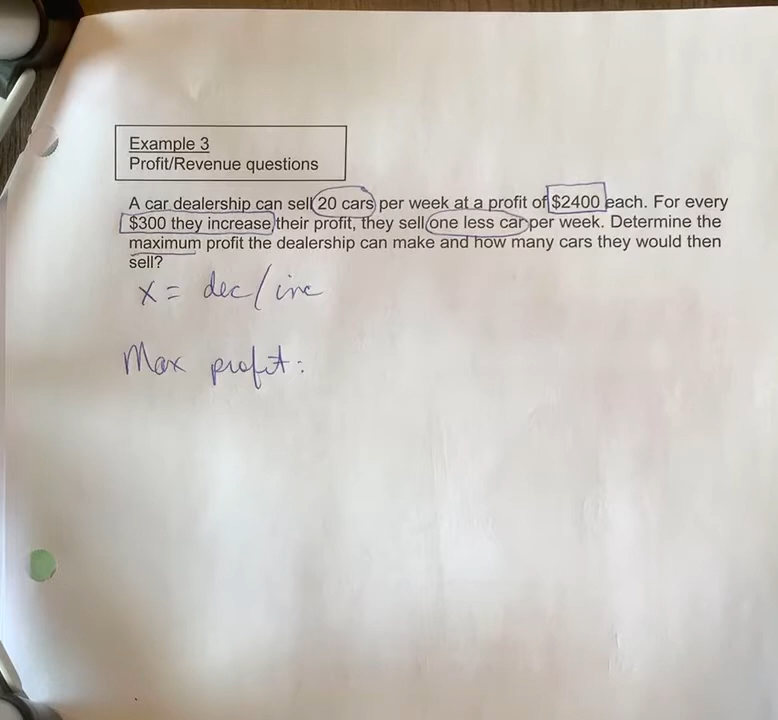 Example 3
Profit/Revenue questions
A car dealership can sell 20 cars per week at a profit of $2400 each. For every
$300 they increase their profit, they sell one less car per week. Determine the
maximum profit the dealership can make and how many cars they would then
sell?
x = dec/inc
Max profit: